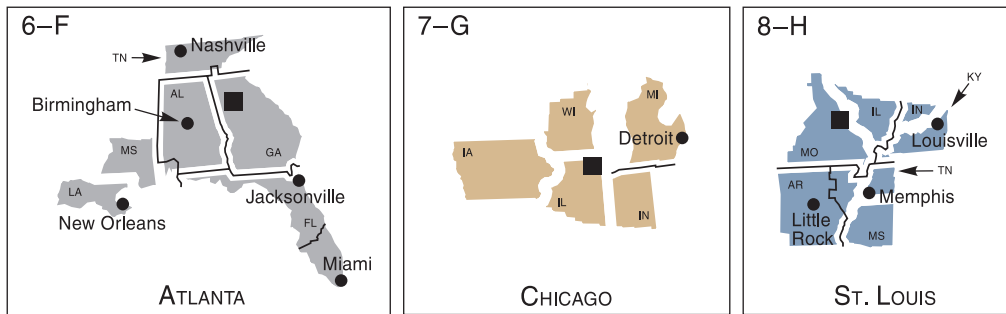 6–F
Nashville
TN
AL
Birmingham
MS
GA
LA
Jacksonville
New Orleans
FL
Miami
ATLANTA
7–G
MI
WI
Detroit
IA
IL
IN
CHICAGO
8–H
KY
IL
IN
Louisville
MO
TN
AR
Memphis
Little
Rock
MS
ST. LOUIS